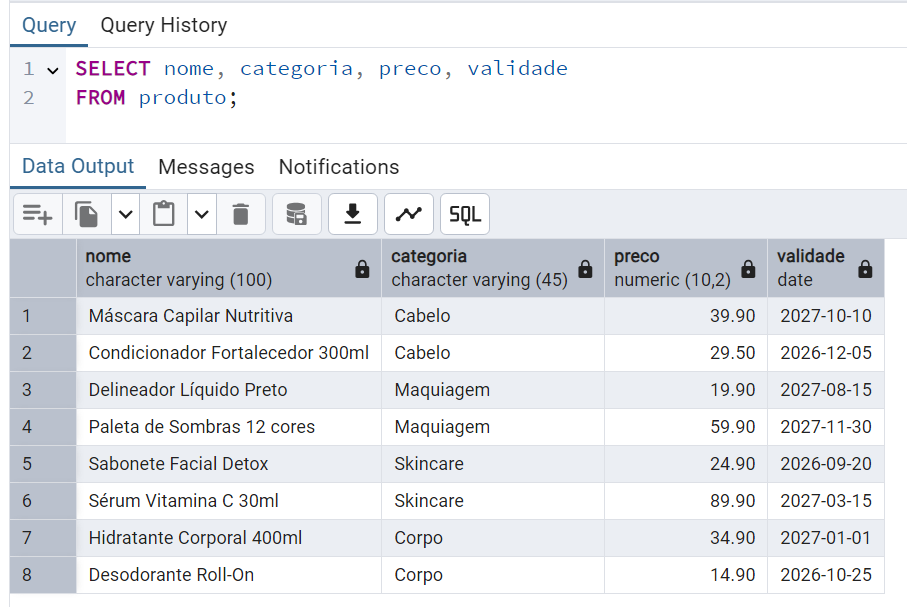 Query Query History
1 SELECT nome, categoria, preco, validade
2 FROM produto;
Data Output Messages Notifications
SQL
nome categoria preco validade
character varying (100) character varying (45) numeric (10,2) date
1 Máscara Capilar Nutritiva Cabelo 39.90 2027-10-10
2 Condicionador Fortalecedor 300ml Cabelo 29.50 2026-12-05
3 Delineador Líquido Preto Maquiagem 19.90 2027-08-15
4 Paleta de Sombras 12 cores Maquiagem 59.90 2027-11-30
5 Sabonete Facial Detox Skincare 24.90 2026-09-20
6 Sérum Vitamina C 30ml Skincare 89.90 2027-03-15
7 Hidratante Corporal 400ml Corpo 34.90 2027-01-01
8 Desodorante Roll-On Corpo 14.90 2026-10-25